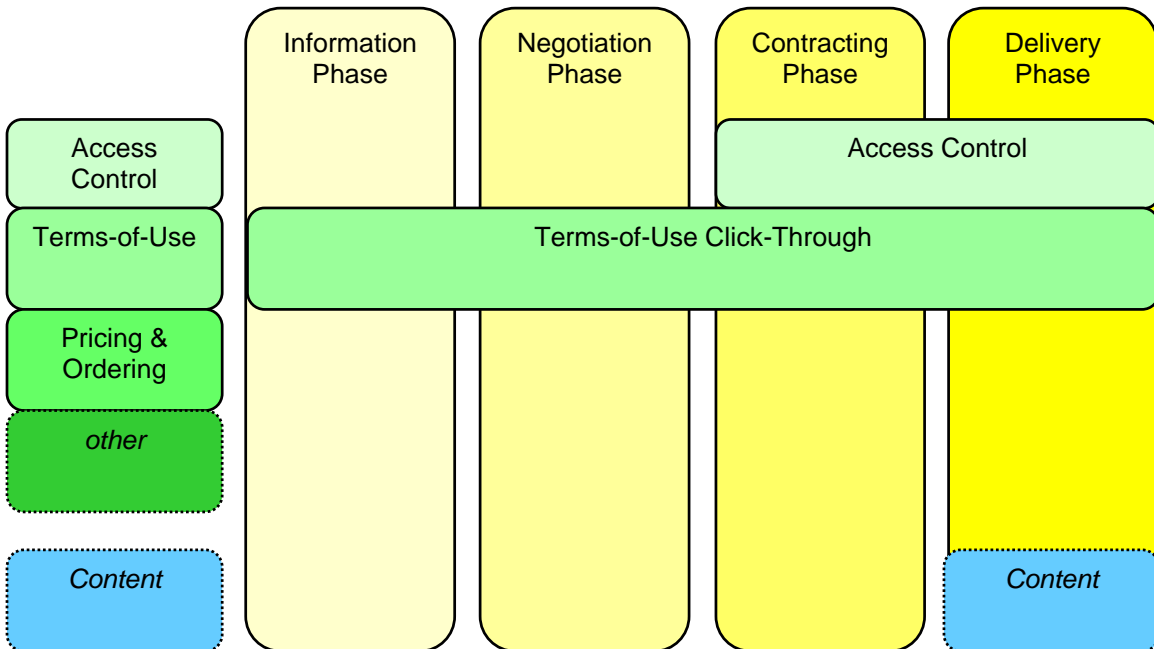 Information
Phase
Negotiation
Phase
Contracting
Phase
Delivery
Phase
Access
Control
Access Control
Terms-of-Use
Terms-of-Use Click-Through
Pricing &
Ordering
other
Content
Content